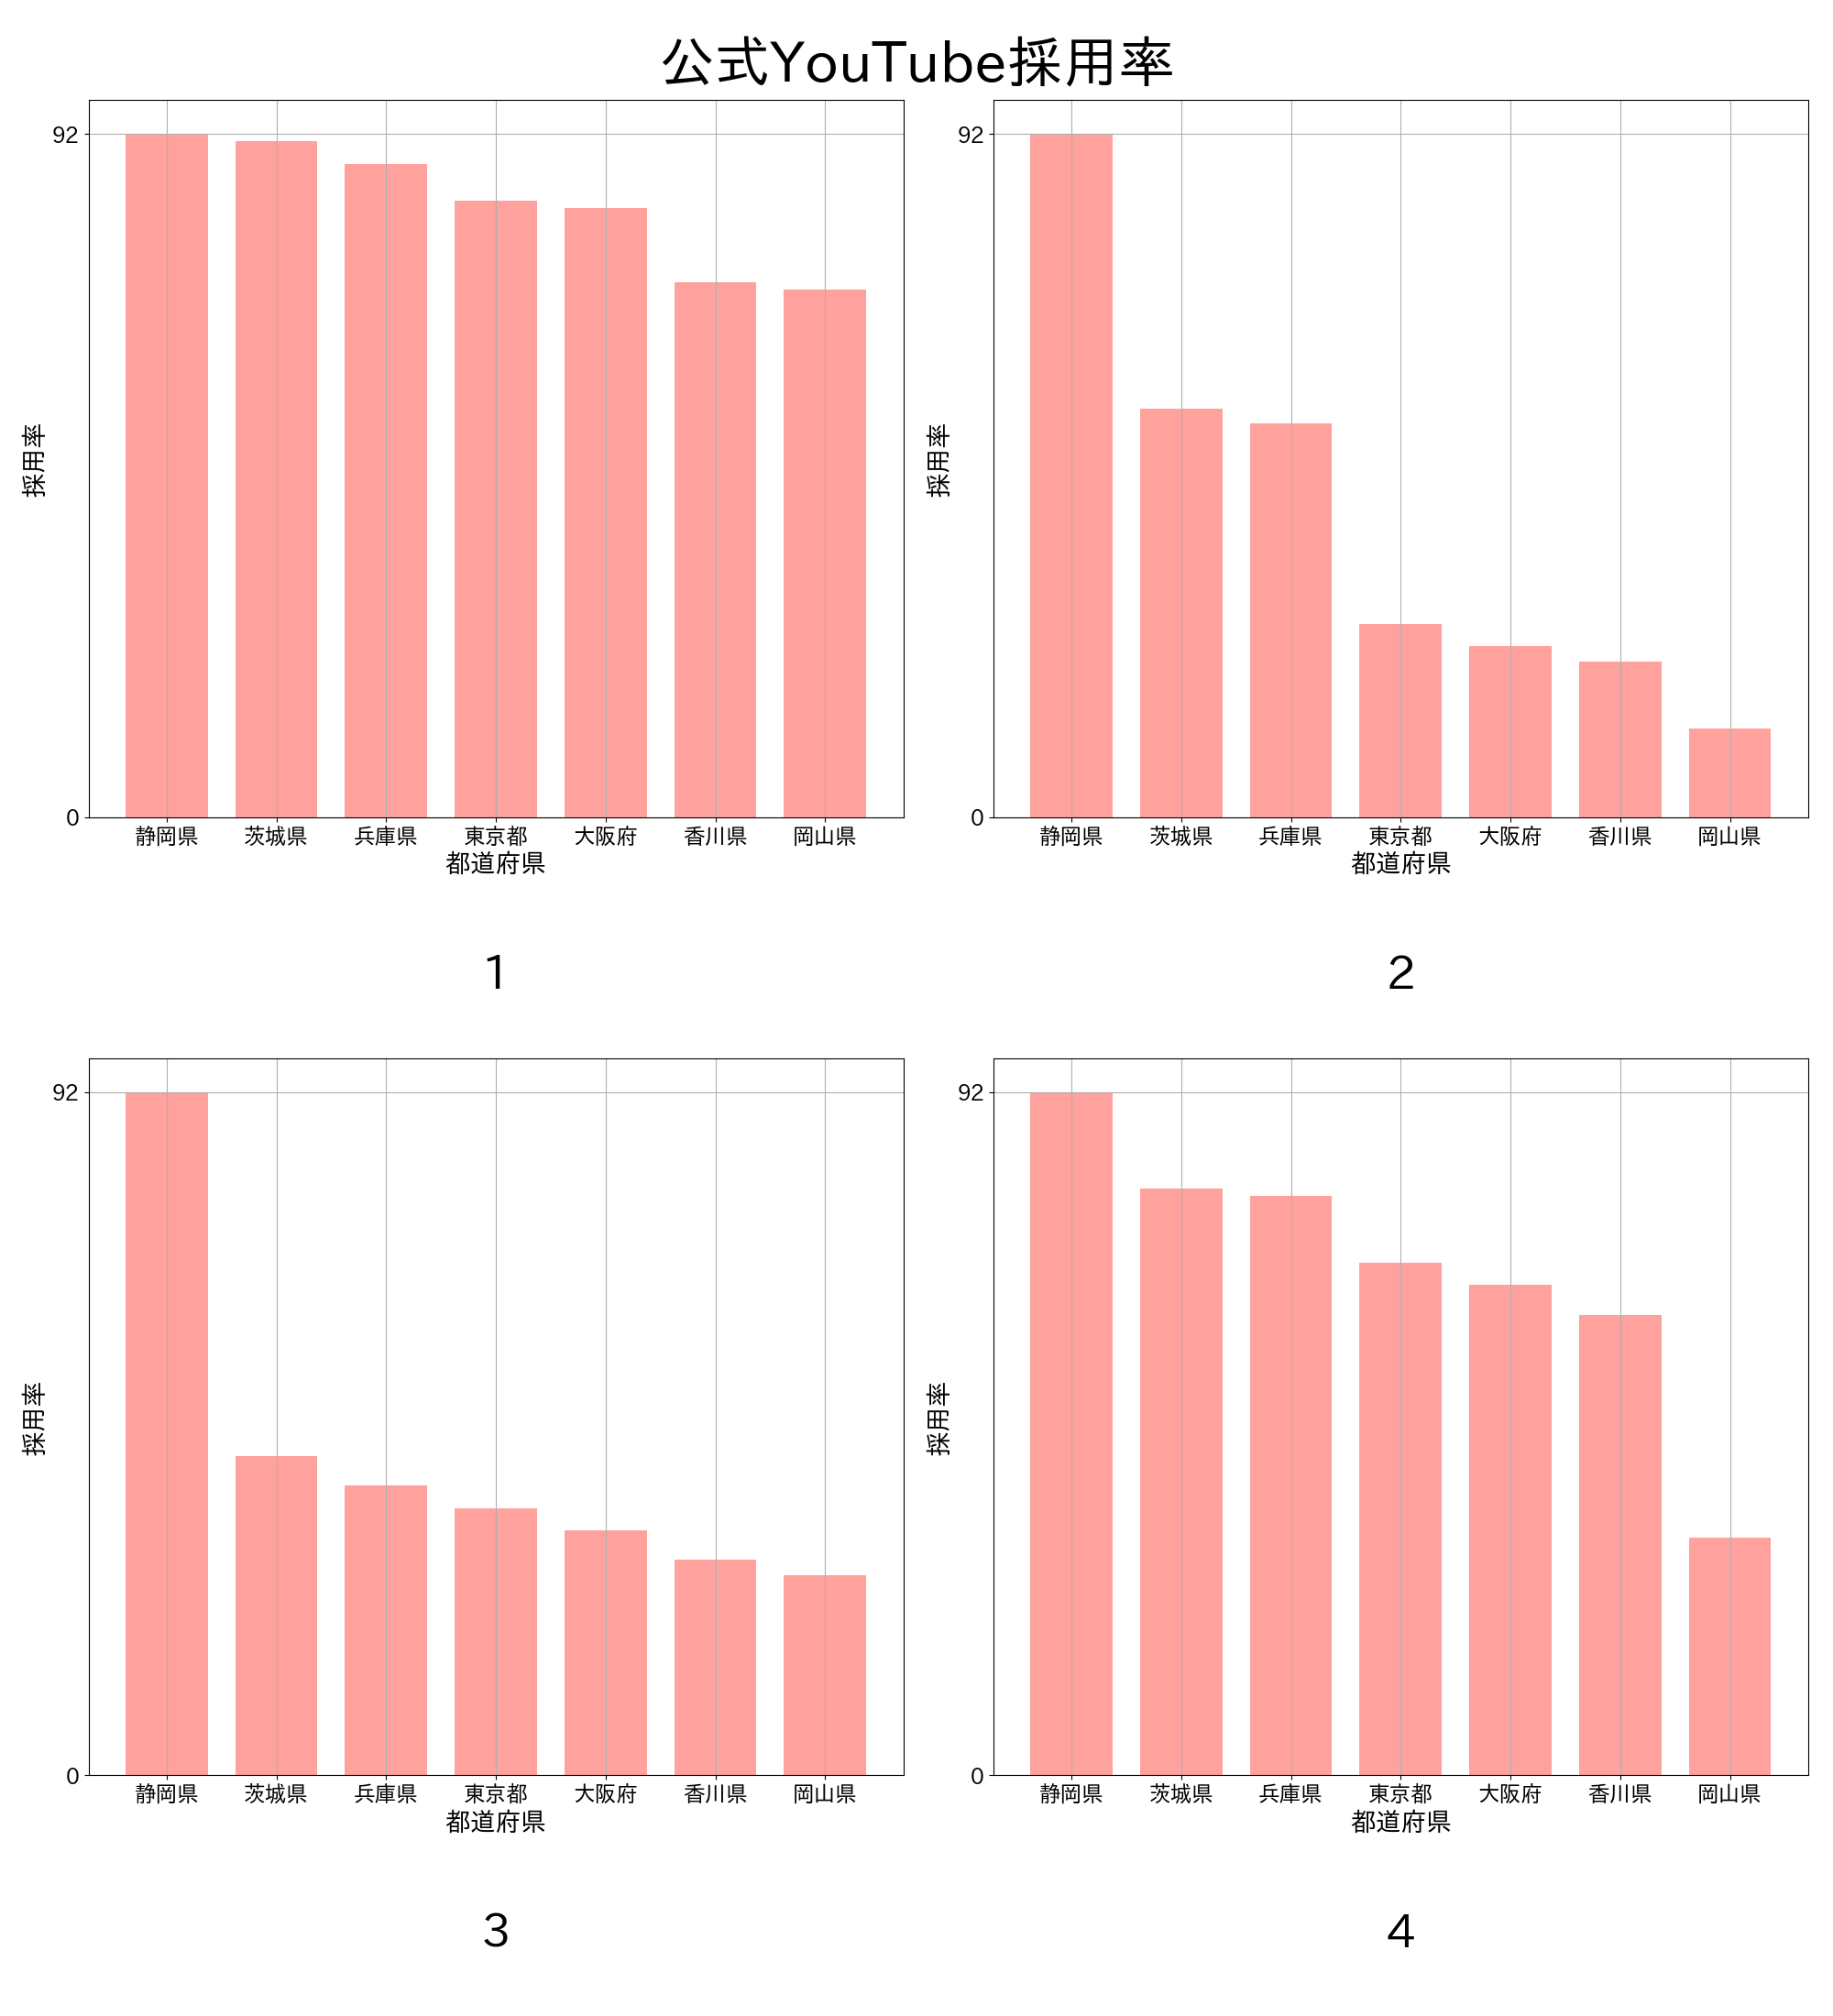 公式YouTube採用率
92
0
採用率
静岡県 茨城県 兵庫県 東京都 大阪府 香川県 岡山県
都道府県
1
92
0
採用率
静岡県 茨城県 兵庫県 東京都 大阪府 香川県 岡山県
都道府県
2
92
0
採用率
静岡県 茨城県 兵庫県 東京都 大阪府 香川県 岡山県
都道府県
3
92
0
採用率
静岡県 茨城県 兵庫県 東京都 大阪府 香川県 岡山県
都道府県
4